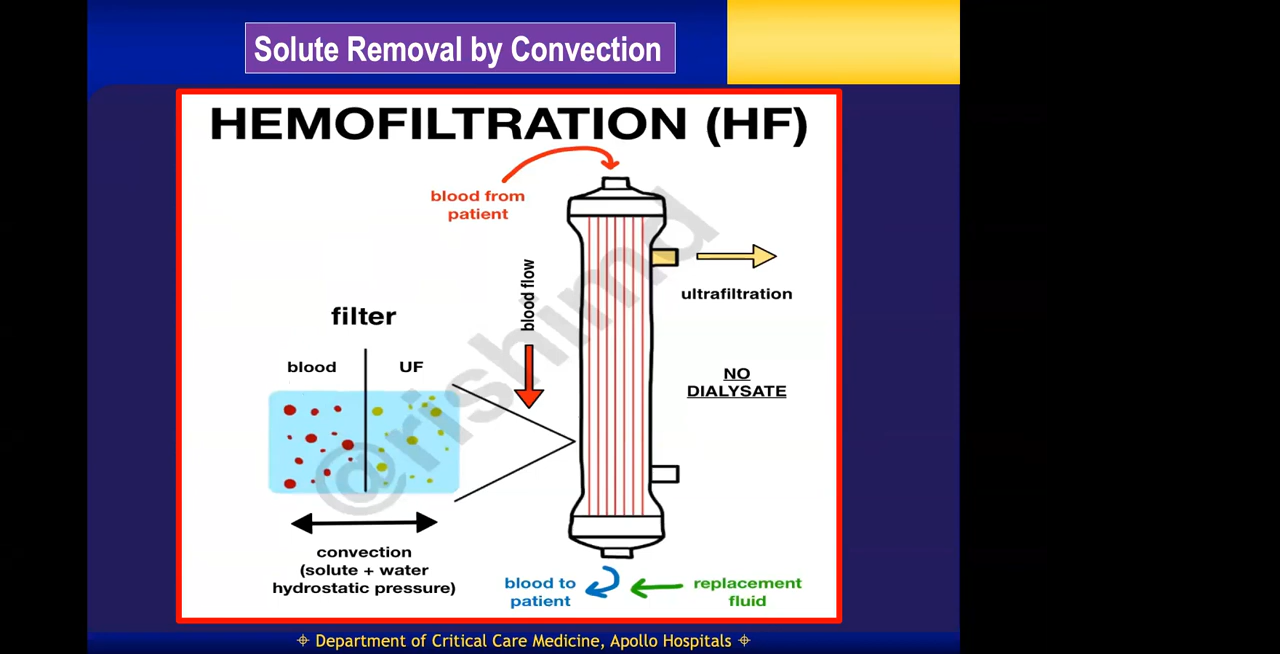 Solute Removal by Convection
HEMOFILTRATION (HF)
blood from
patient
blood flow
ultrafiltration
filter
blood
UF
NO
DIALYSATE
convection
(solute + water
hydrostatic pressure)
blood to
patient
replacement
fluid
@rishimd
Department of Critical Care Medicine, Apollo Hospitals